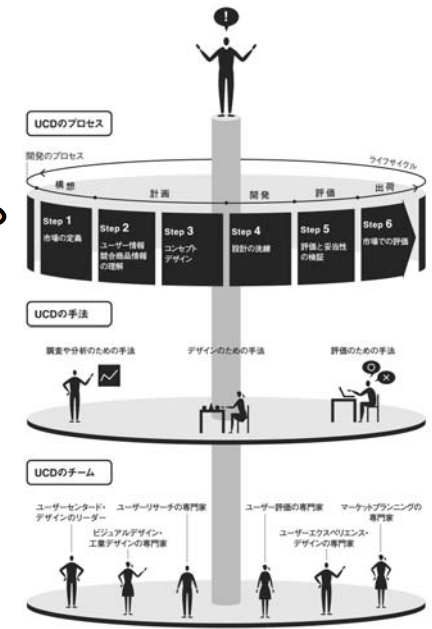 !
UCDのプロセス
開発のプロセス
ライフサイクル
構想
計画
開発
評価
出荷
Step 1
市場の定義
Step 2
ユーザー情報
競合商品情報
の理解
Step 3
コンセプト
デザイン
Step 4
設計の洗練
Step 5
評価と妥当性
の検証
Step 6
市場での評価
UCDの手法
調査や分析のための手法
デザインのための手法
評価のための手法
UCDのチーム
ユーザーセンタード・
デザインのリーダー
ビジュアルデザイン・
工業デザインの専門家
ユーザーリサーチの専門家
ユーザー評価の専門家
ユーザーエクスペリエンス・
デザインの専門家
マーケットプランニングの
専門家